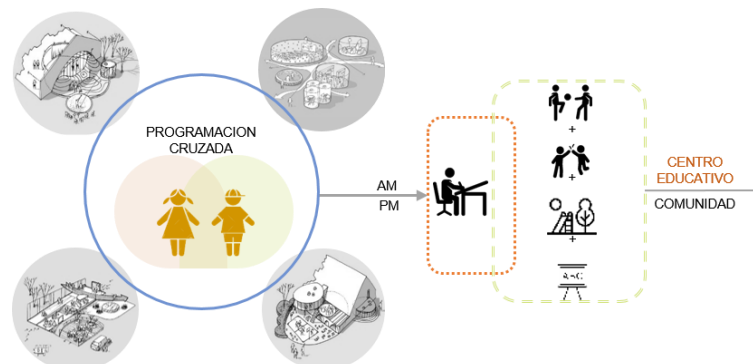 PROGRAMACION
CRUZADA
AM
PM
+
+
+
CENTRO
EDUCATIVO
COMUNIDAD